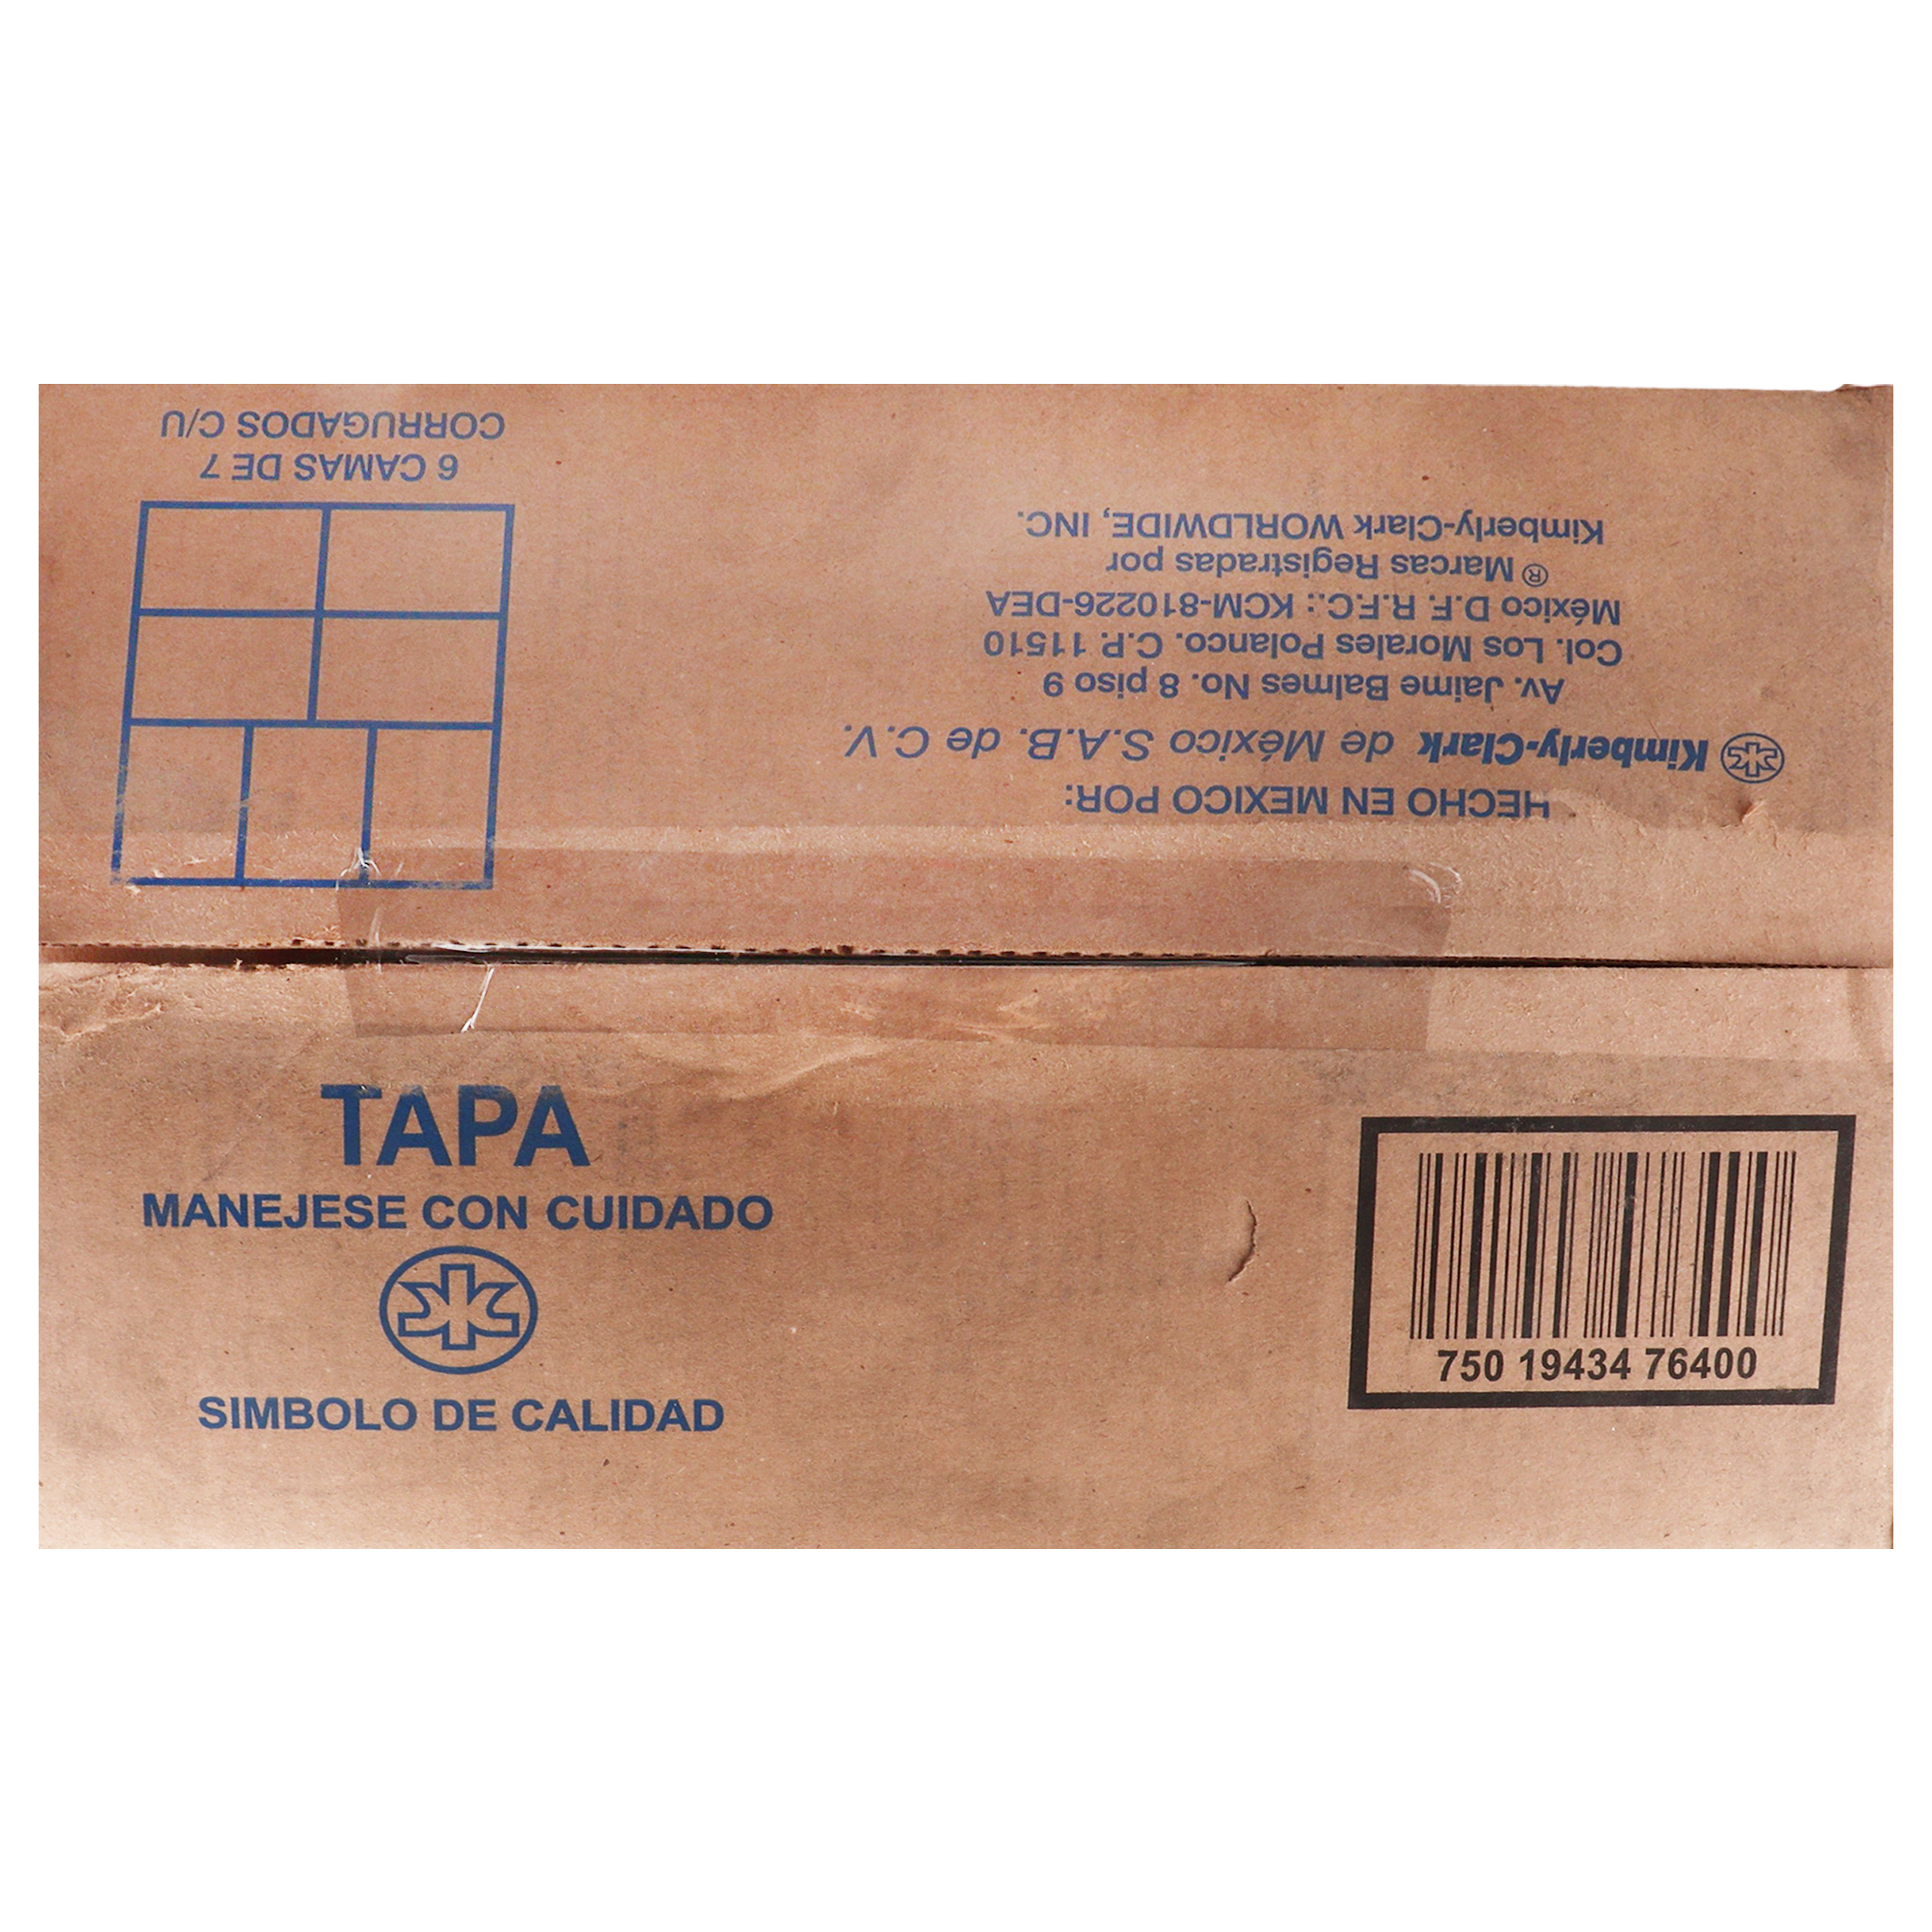 HECHO EN MEXICO POR:
Kimberly-Clark de México S.A.B. de C.V.
Av. Jaime Balmes No. 8 piso 9
Col. Los Morales Polanco. C.P. 11510
México D.F. R.F.C.: KCM-810226-DEA
® Marcas Registradas por
Kimberly-Clark WORLDWIDE, INC.
6 CAMAS DE 7
CORRUGADOS C/U
TAPA
MANEJESE CON CUIDADO
SIMBOLO DE CALIDAD
750 19434 76400